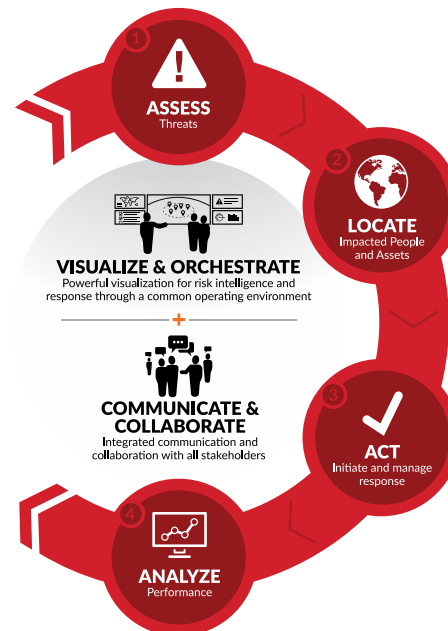 1
ASSESS
Threats
2
LOCATE
Impacted People
and Assets
VISUALIZE & ORCHESTRATE
Powerful visualization for risk intelligence and
response through a common operating environment
+
COMMUNICATE &
COLLABORATE
Integrated communication and
collaboration with all stakeholders
3
ACT
Initiate and manage
response
4
ANALYZE
Performance